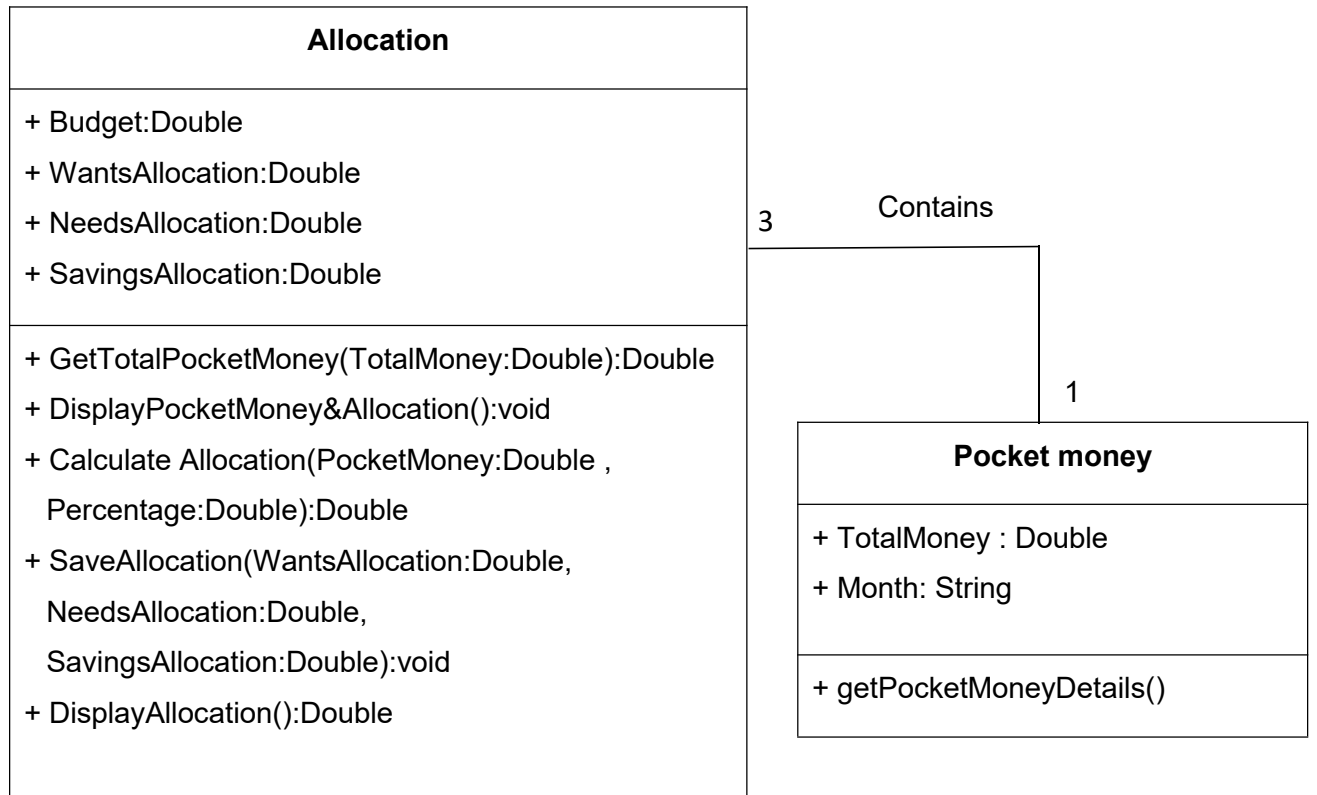 Allocation
+ Budget:Double
+ WantsAllocation:Double
+ NeedsAllocation:Double
+ SavingsAllocation:Double
+ GetTotalPocketMoney(TotalMoney:Double):Double
+ DisplayPocketMoney&Allocation():void
+ Calculate Allocation(PocketMoney:Double ,
Percentage:Double):Double
+ SaveAllocation(WantsAllocation:Double,
NeedsAllocation:Double,
SavingsAllocation:Double):void
+ DisplayAllocation():Double
3
Contains
1
Pocket money
+ TotalMoney : Double
+ Month: String
+ getPocketMoneyDetails()